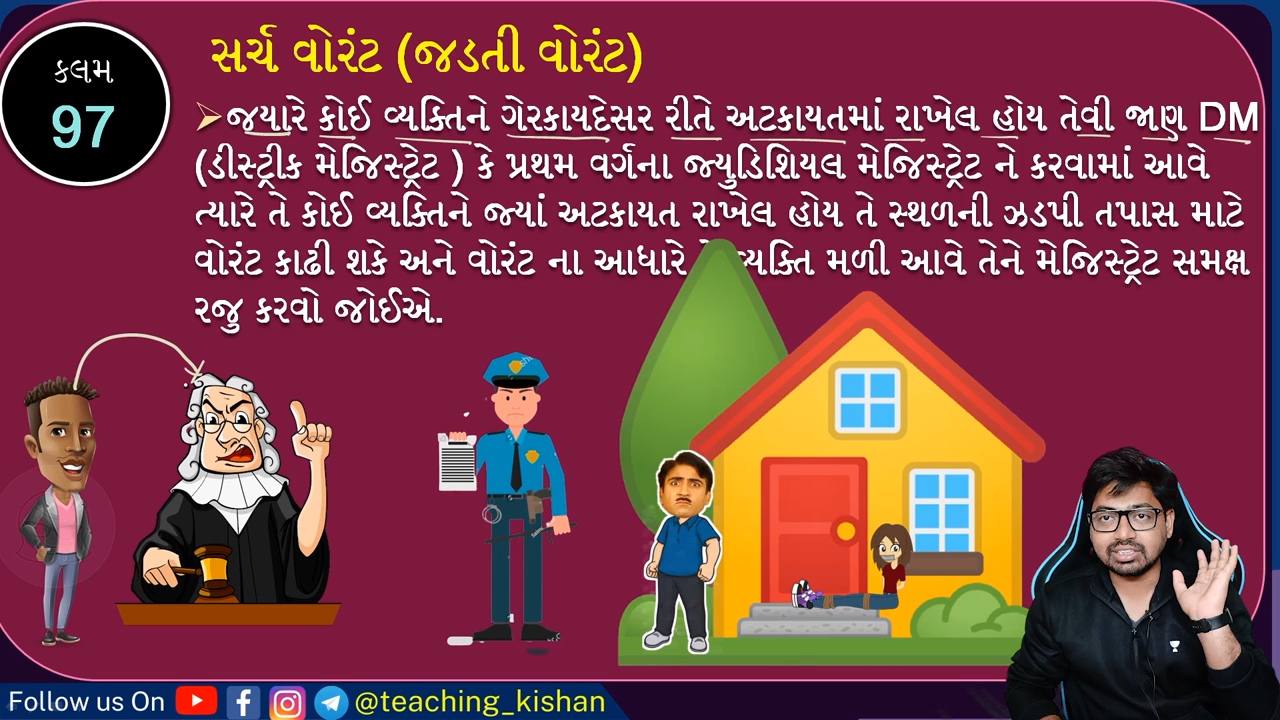 કલમ
97
સર્ચ વોરંટ (જડતી વોરંટ)
જયારે કોઈ વ્યક્તિને ગેરકાયદેસર રીતે અટકાયતમાં રાખેલ હોય તેવી જાણ DM
(ડીસ્ટ્રીક મેજિસ્ટ્રેટ ) કે પ્રથમ વર્ગના જ્યુડિશિયલ મેજિસ્ટ્રેટ ને કરવામાં આવે
ત્યારે તે કોઈ વ્યક્તિને જ્યાં અટકાયત રાખેલ હોય તે સ્થળની ઝડપી તપાસ માટે
વોરંટ કાઢી શકે અને વોરંટ ના આધારે વ્યક્તિ મળી આવે તેને મેજિસ્ટ્રેટ સમક્ષ
રજુ કરવો જોઈએ.
Follow us On @teaching_kishan